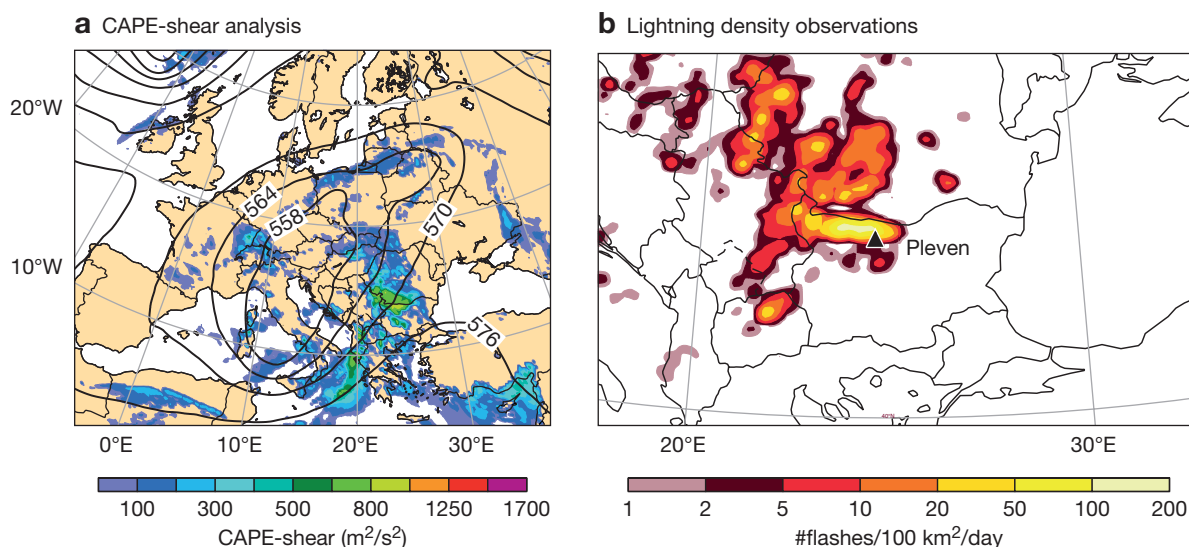 a CAPE-shear analysis
20°W
10°W
564
558
570
576
0°E 10°E 20°E 30°E
100 300 500 800 1250 1700
CAPE-shear (m²/s²)
b Lightning density observations
Pleven
40°N
20°E 30°E
1 2 5 10 20 50 100 200
#flashes/100 km²/day